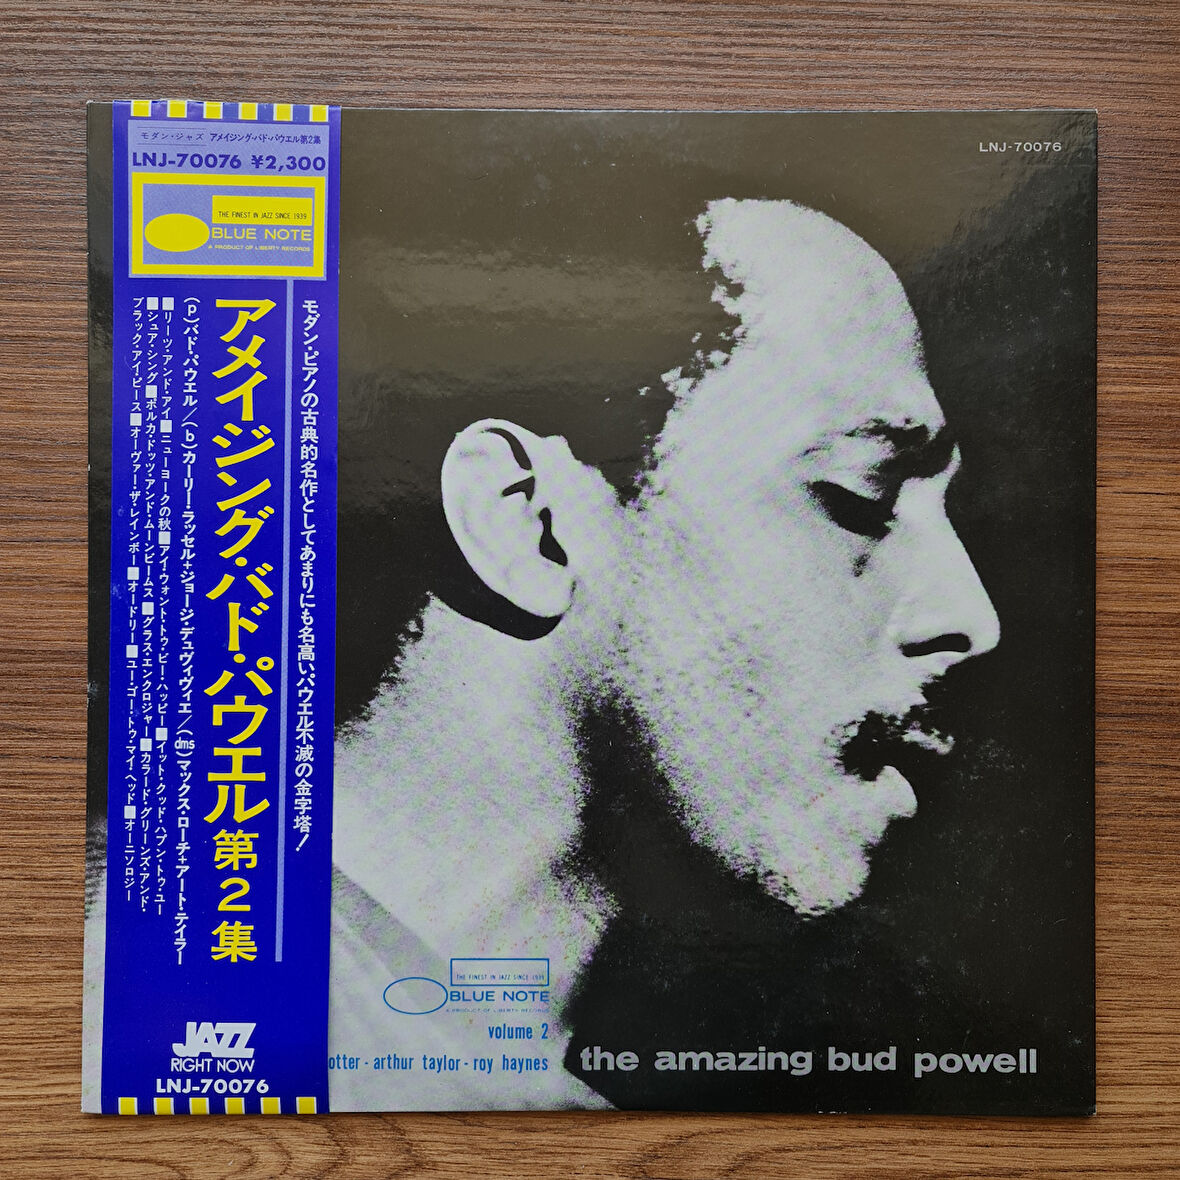 モダン・ジャズ アメイジング・バド・パウエル第2集
LNJ-70076 ¥2,300
THE FINEST IN JAZZ SINCE 1939
BLUE NOTE
A PRODUCT OF LIBERTY RECORDS
モダン・ピアノの古典的名作としてあまりにも名高いパウエル不滅の金字塔！
アメイジング・バド・パウエル第2集
(p)バド・パウエル/(b)カーリー・ラッセル+ジョージ・デュヴィヴィエ/(dms)マックス・ローチ+アート・テイラー
■リーツ・アンド・アイ■ニューヨークの秋■アイ・ウォント・トゥ・ビー・ハッピー■イット・クッド・ハプン・トゥ・ユー
■シュア・シング■ポルカ・ドッツ・アンド・ムーンビームス■グラス・エンクロジャー■カラード・グリーンズ・アンド・
ブラック・アイ・ピース■オーヴァー・ザ・レインボー■オードリー■ユー・ゴー・トゥ・マイ・ヘッド■オーニソロジー
JAZZ
RIGHT NOW
LNJ-70076
LNJ-70076
THE FINEST IN JAZZ SINCE 1939
BLUE NOTE
A PRODUCT OF LIBERTY RECORDS
volume 2
otter - arthur taylor - roy haynes
the amazing bud powell